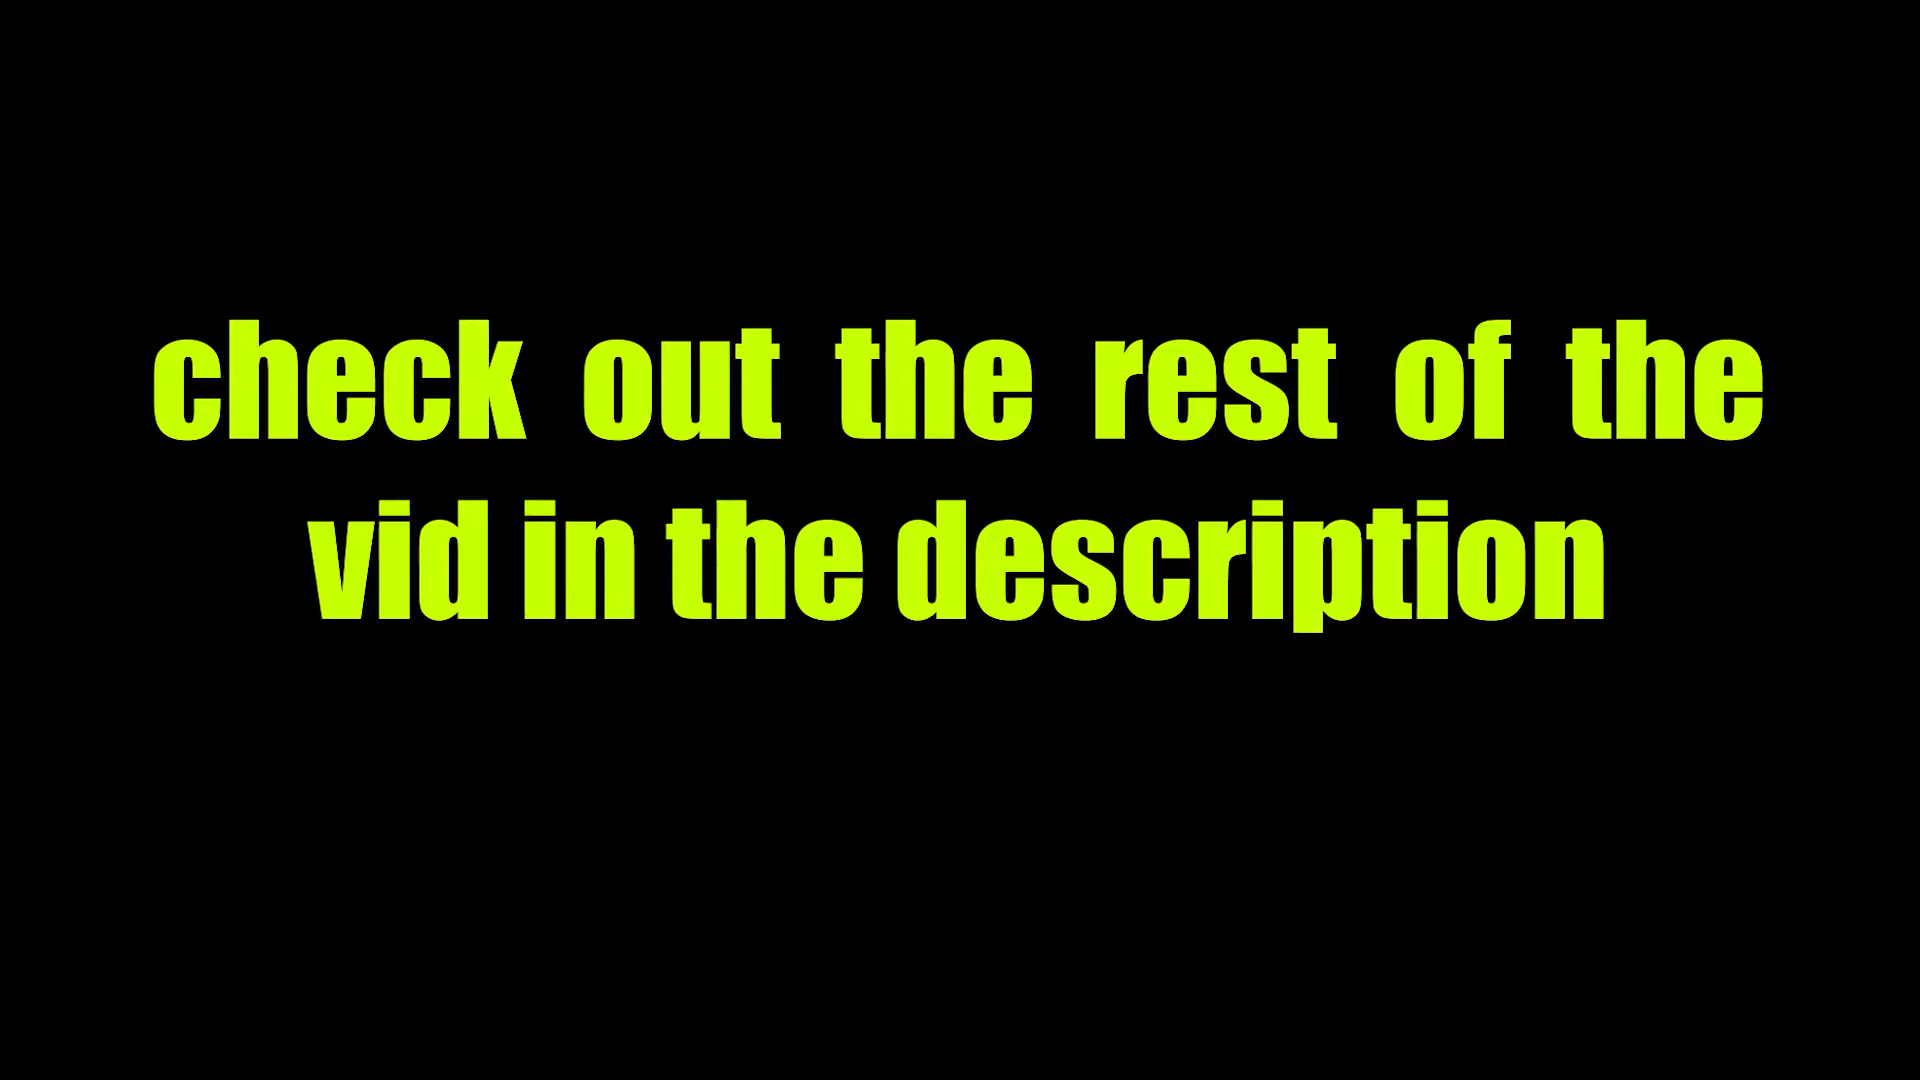 check out the rest of the
vid in the description